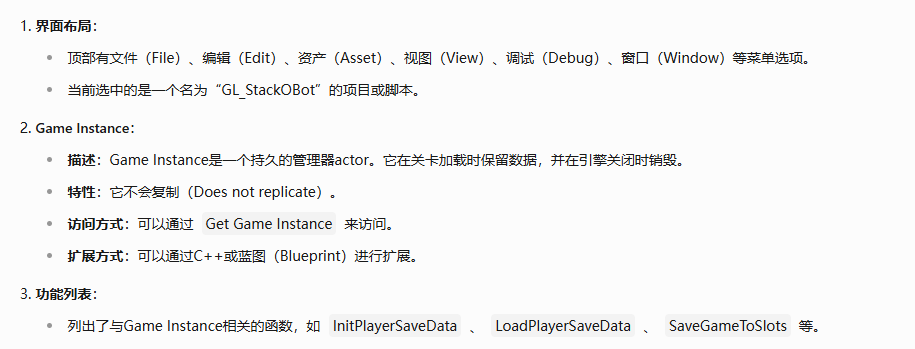 1. 界面布局：
• 顶部有文件（File）、编辑（Edit）、资产（Asset）、视图（View）、调试（Debug）、窗口（Window）等菜单选项。
• 当前选中的是一个名为“GL_StackOBot”的项目或脚本。
2. Game Instance：
• 描述：Game Instance是一个持久的管理器actor。它在关卡加载时保留数据，并在引擎关闭时销毁。
• 特性：它不会复制（Does not replicate）。
• 访问方式：可以通过 Get Game Instance 来访问。
• 扩展方式：可以通过C++或蓝图（Blueprint）进行扩展。
3. 功能列表：
• 列出了与Game Instance相关的函数，如 InitPlayerSaveData 、 LoadPlayerSaveData 、 SaveGameToSlots 等。